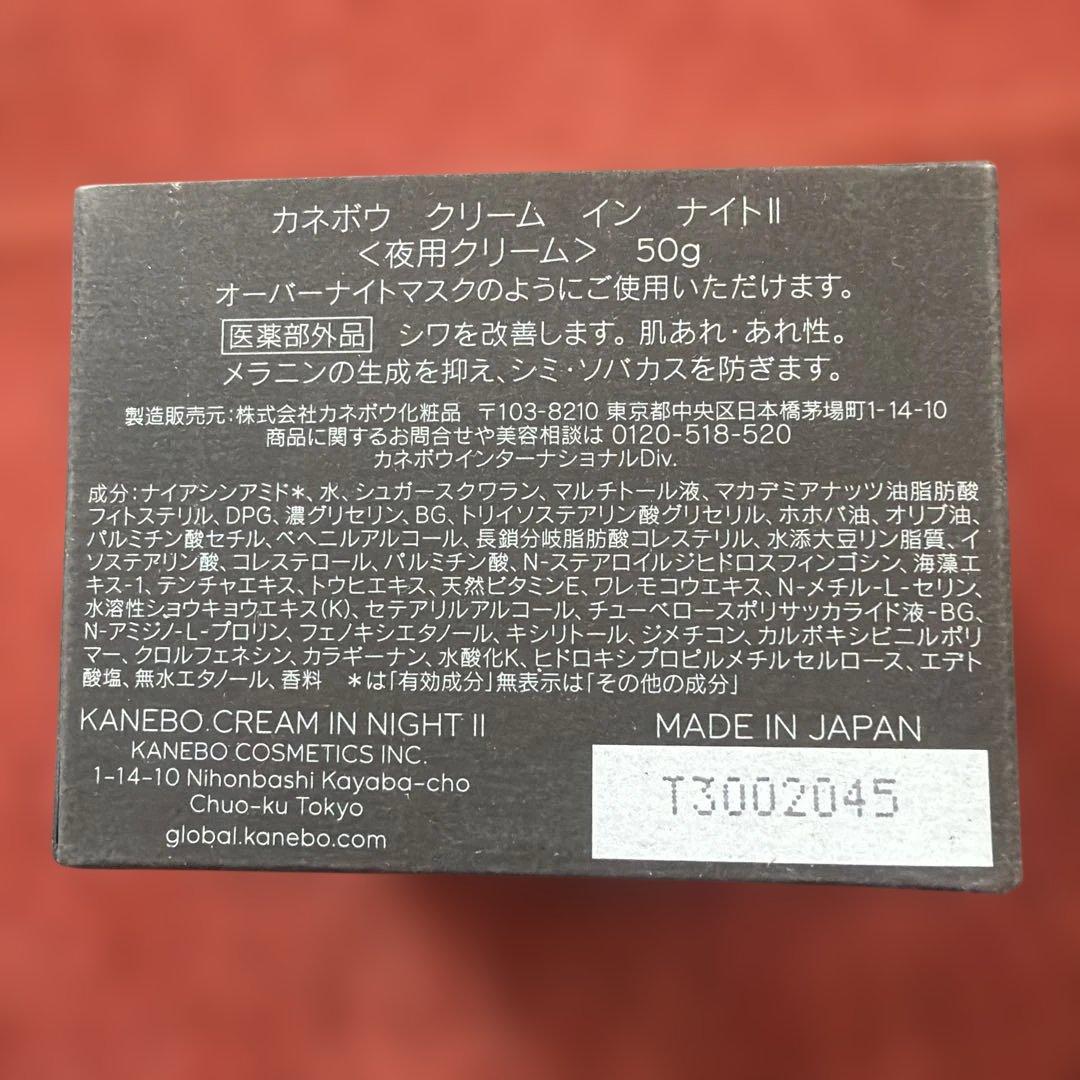 カネボウ クリーム イン ナイトII
<夜用クリーム> 50g
オーバーナイトマスクのようにご使用いただけます。
医薬部外品 シワを改善します。肌あれ・あれ性。
メラニンの生成を抑え、シミ・ソバカスを防ぎます。
製造販売元:株式会社カネボウ化粧品 〒103-8210 東京都中央区日本橋茅場町1-14-10
商品に関するお問合せや美容相談は 0120-518-520
カネボウインターナショナルDiv.
成分:ナイアシンアミド*、水、シュガースクワラン、マルチトール液、マカデミアナッツ油脂肪酸
フイトステリル、DPG、濃グリセリン、BG、トリイソステアリン酸グリセリル、ホホバ油、オリブ油、
パルミチン酸セチル、ベヘニルアルコール、長鎖分岐脂肪酸コレステリル、水添大豆リン脂質、イ
ソステアリン酸、コレステロール、パルミチン酸、N-ステアロイルジヒドロスフィンゴシン、海藻エ
キス-1、テンチャエキス、トウヒエキス、天然ビタミンE、ワレモコウエキス、N-メチル-L-セリン、
水溶性ショウキョウエキス(K)、セテアリルアルコール、チューベロースポリサッカライド液-BG、
N-アミジノ-L-プロリン、フェノキシエタノール、キシリトール、ジメチコン、カルボキシビニルポリ
マー、クロルフェネシン、カラギーナン、水酸化K、ヒドロキシプロピルメチルセルロース、エデト
酸塩、無水エタノール、香料 *は「有効成分」無表示は「その他の成分」
KANEBO CREAM IN NIGHT II
KANEBO COSMETICS INC.
1-14-10 Nihonbashi Kayaba-cho
Chuo-ku Tokyo
global.kanebo.com
MADE IN JAPAN
T3002045